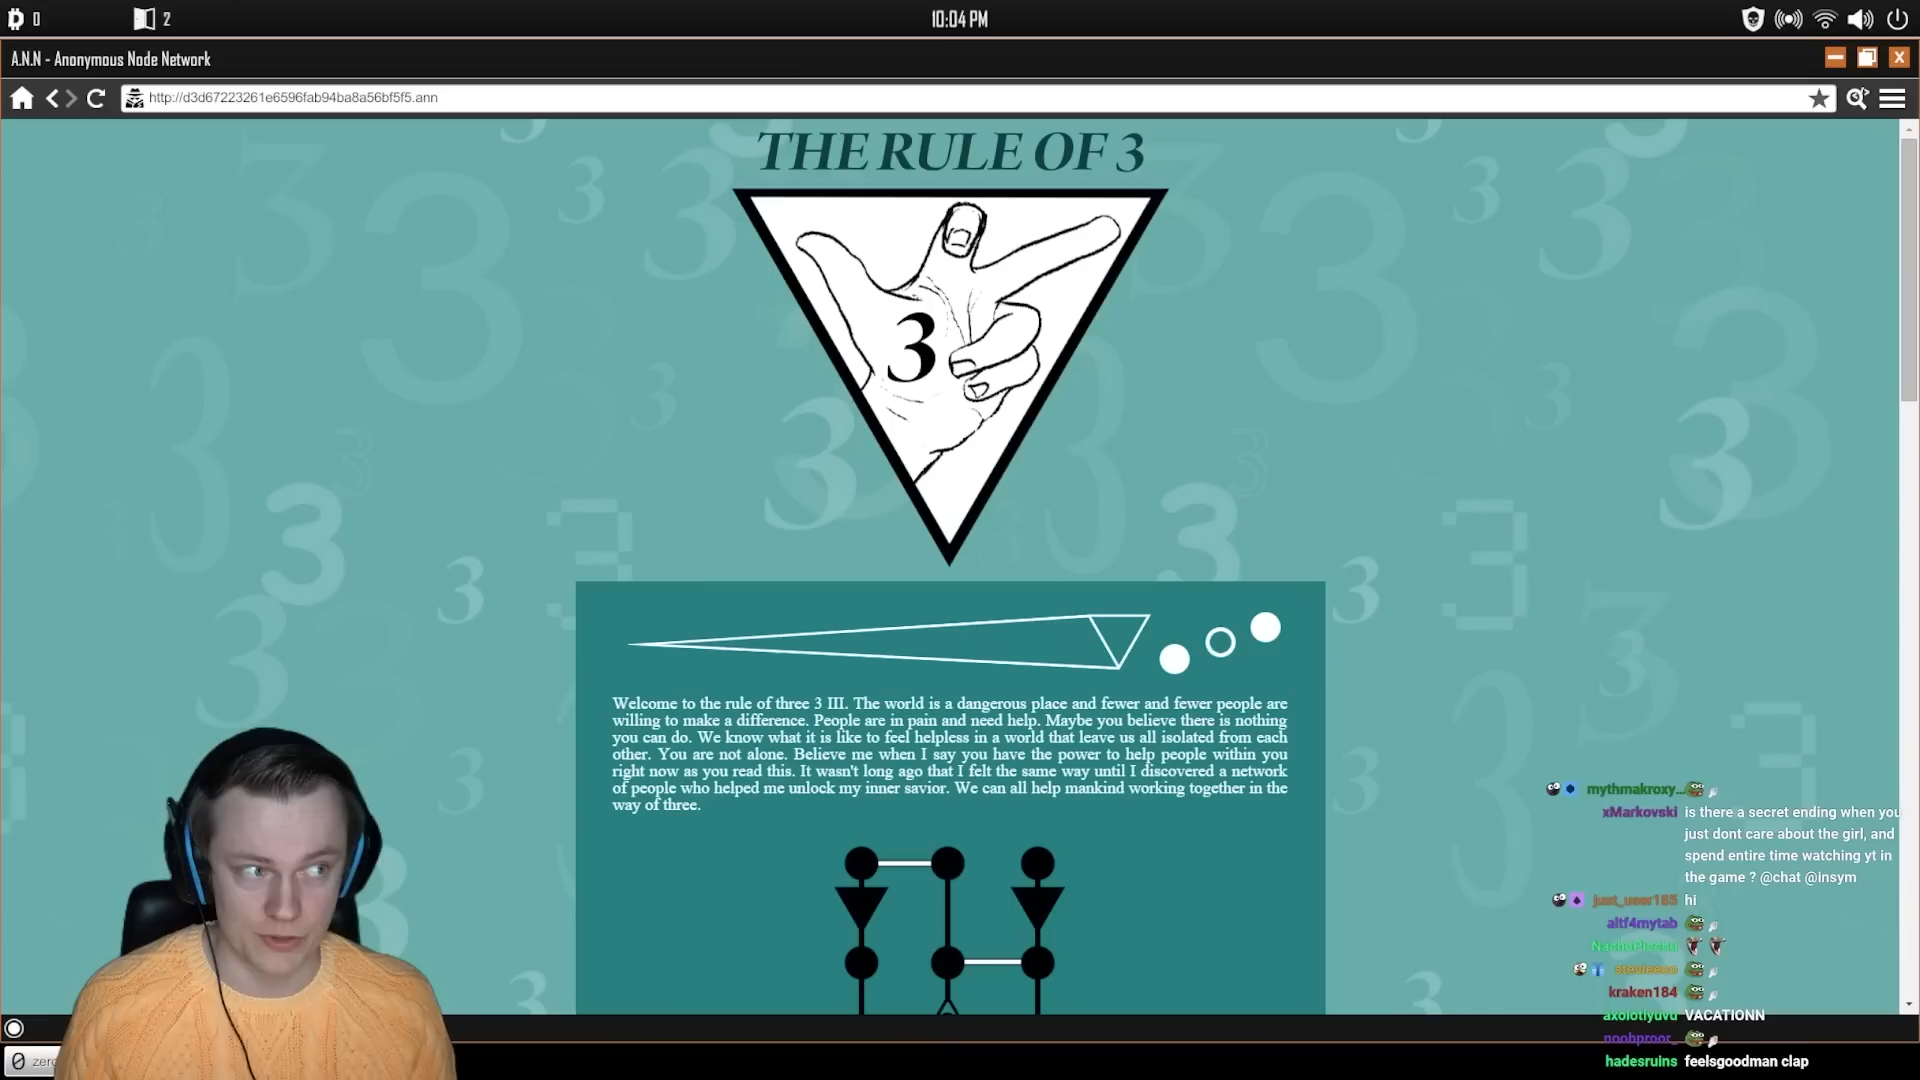 0
2
10:04 PM
A.N.N - Anonymous Node Network
http://d3d67223261e6596fab94ba8a56bf5f5.ann
THE RULE OF 3
3
Welcome to the rule of three 3 III. The world is a dangerous place and fewer and fewer people are
willing to make a difference. People are in pain and need help. Maybe you believe there is nothing
you can do. We know what it is like to feel helpless in a world that leave us all isolated from each
other. You are not alone. Believe me when I say you have the power to help people within you
right now as you read this. It wasn't long ago that I felt the same way until I discovered a network
of people who helped me unlock my inner savior. We can all help mankind working together in the
way of three.
mythmakroxy...
xMarkovski is there a secret ending when you
just dont care about the girl, and
spend entire time watching yt in
the game ? @chat @insym
just_user185 hi
altf4mytab
stevieeoo
kraken184
axolotlyuvu VACATIONN
noobproor_
hadesruins feelsgoodman clap
zero